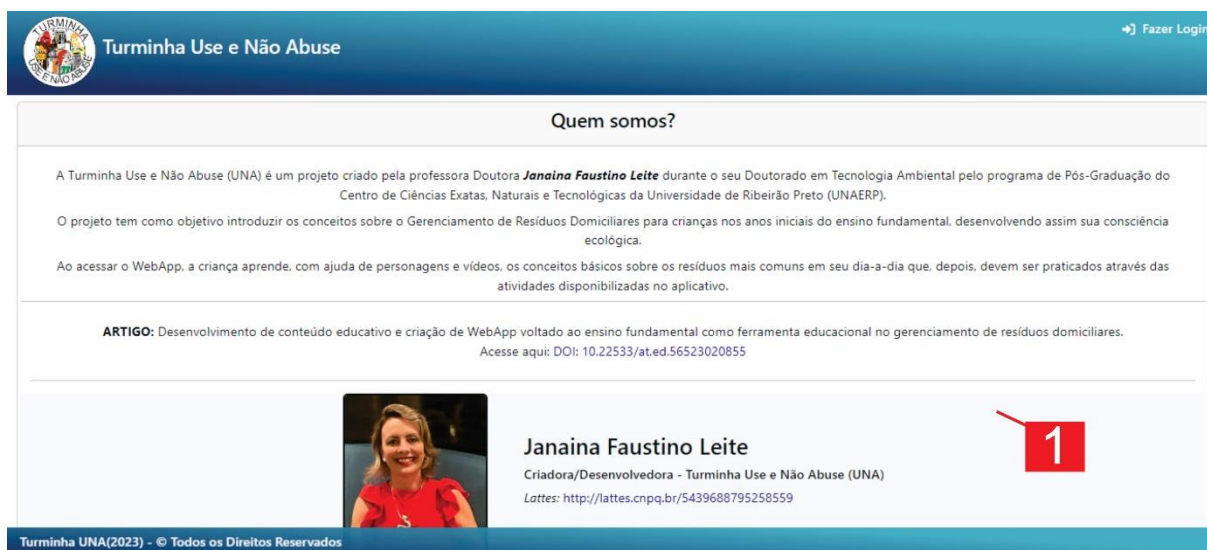 TURMINHA
USE E NÃO ABUSE
Turminha Use e Não Abuse
Fazer Login
Quem somos?
A Turminha Use e Não Abuse (UNA) é um projeto criado pela professora Doutora Janaina Faustino Leite durante o seu Doutorado em Tecnologia Ambiental pelo programa de Pós-Graduação do
Centro de Ciências Exatas, Naturais e Tecnológicas da Universidade de Ribeirão Preto (UNAERP).
O projeto tem como objetivo introduzir os conceitos sobre o Gerenciamento de Resíduos Domiciliares para crianças nos anos iniciais do ensino fundamental, desenvolvendo assim sua consciência
ecológica.
Ao acessar o WebApp, a criança aprende, com ajuda de personagens e vídeos, os conceitos básicos sobre os resíduos mais comuns em seu dia-a-dia que, depois, devem ser praticados através das
atividades disponibilizadas no aplicativo.
ARTIGO: Desenvolvimento de conteúdo educativo e criação de WebApp voltado ao ensino fundamental como ferramenta educacional no gerenciamento de resíduos domiciliares.
Acesse aqui: DOI: 10.22533/at.ed.56523020855
1
Janaina Faustino Leite
Criadora/Desenvolvedora - Turminha Use e Não Abuse (UNA)
Lattes: http://lattes.cnpq.br/5439688795258559
Turminha UNA(2023) - © Todos os Direitos Reservados